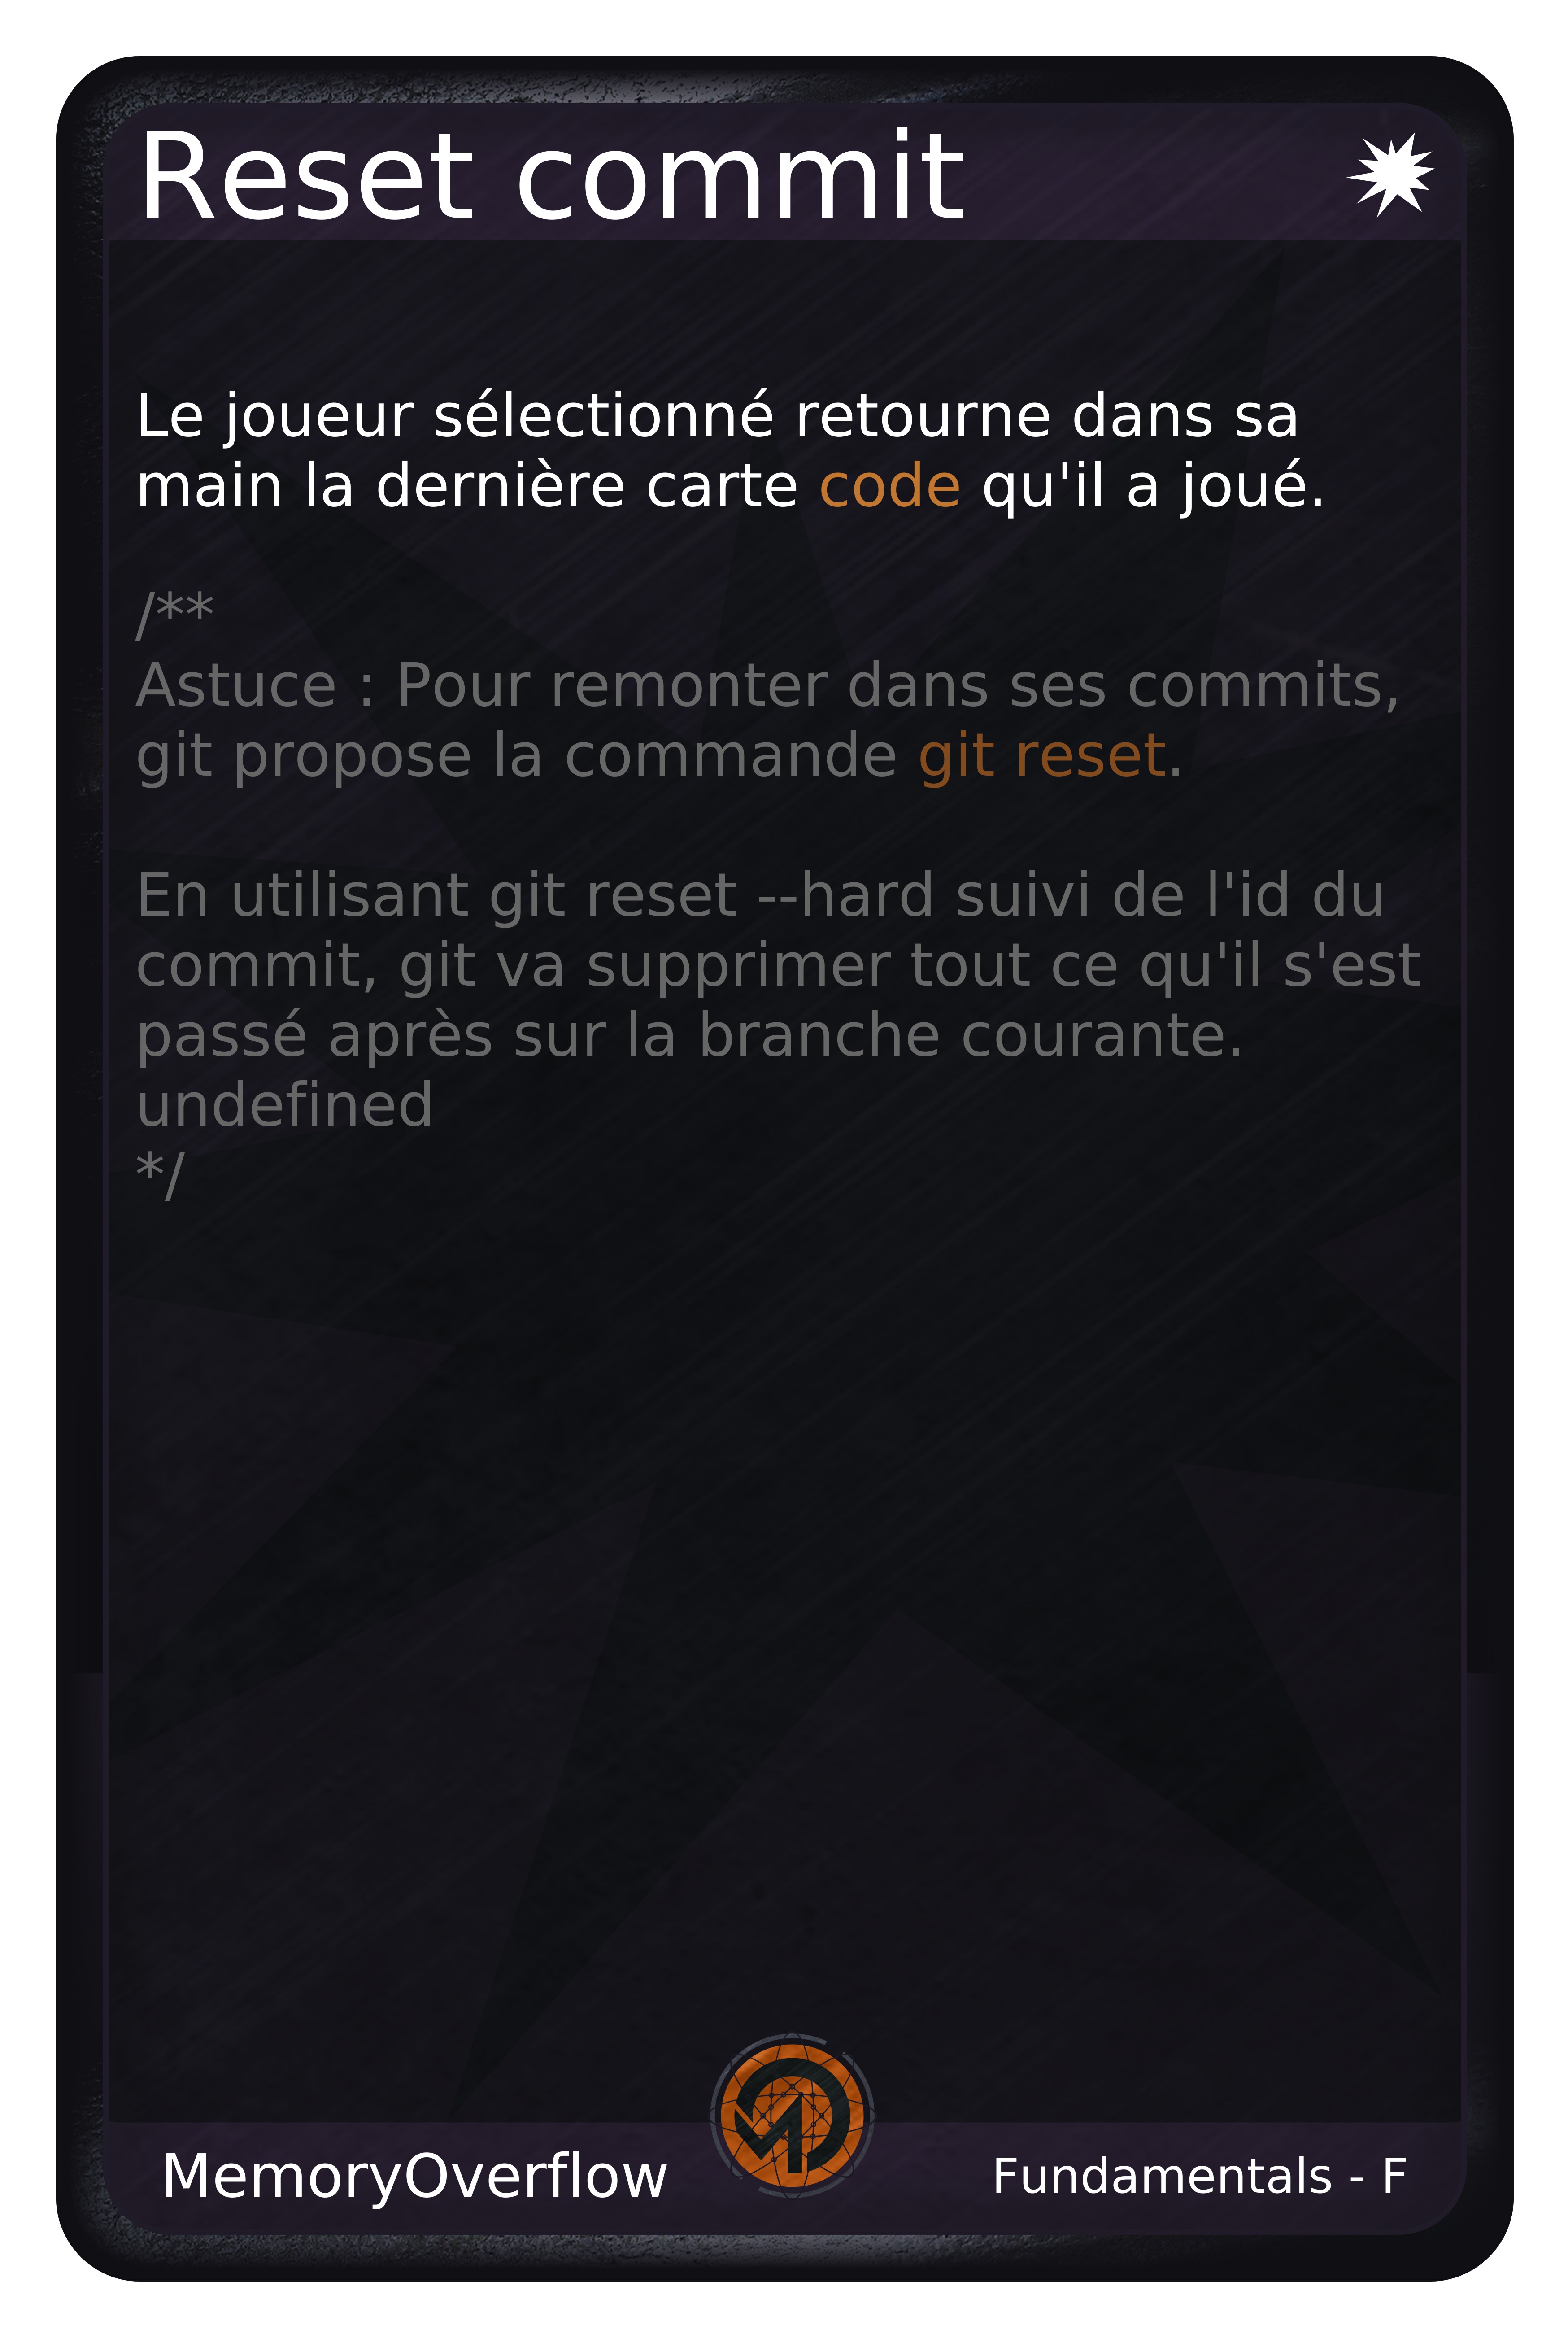 Reset commit
Le joueur sélectionné retourne dans sa
main la dernière carte code qu'il a joué.
/**
Astuce : Pour remonter dans ses commits,
git propose la commande git reset.
En utilisant git reset --hard suivi de l'id du
commit, git va supprimer tout ce qu'il s'est
passé après sur la branche courante.
undefined
*/
MemoryOverflow
Fundamentals - F